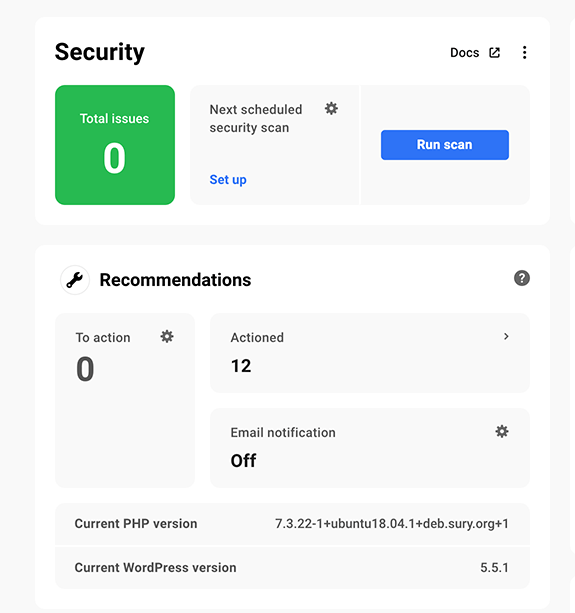 Security
Docs
Total issues
0
Next scheduled
security scan
Set up
Run scan
Recommendations
?
To action
0
Actioned
12
Email notification
Off
Current PHP version 7.3.22-1+ubuntu18.04.1+deb.sury.org+1
Current WordPress version 5.5.1